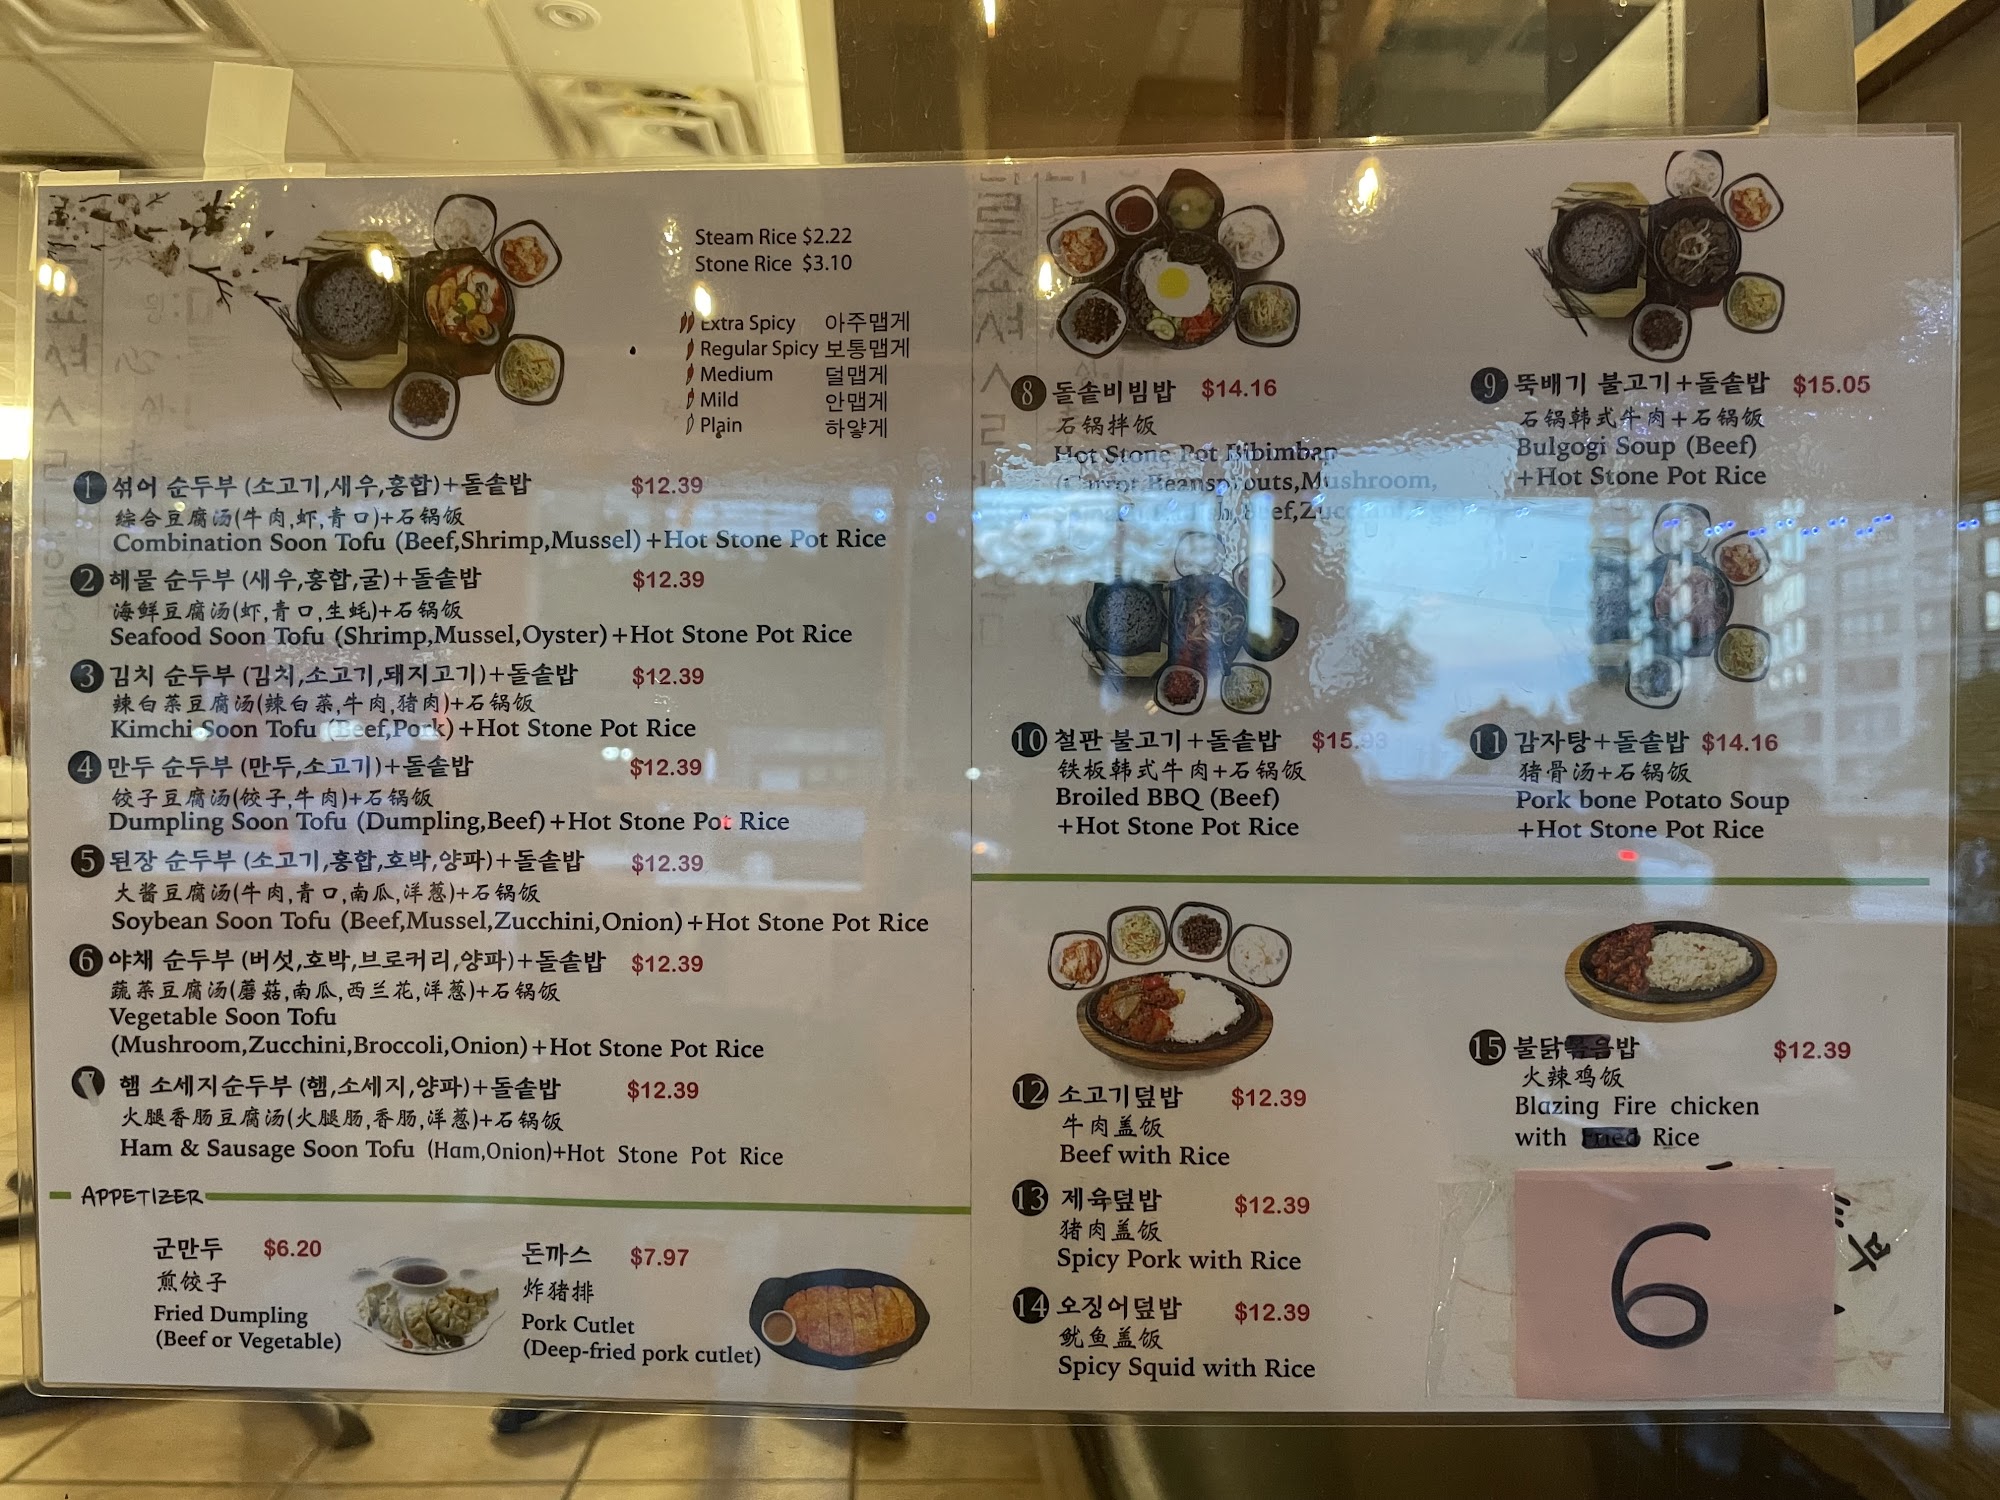 Steam Rice $2.22
Stone Rice $3.10
Extra Spicy 아주맵게
Regular Spicy 보통맵게
Medium 덜맵게
Mild 안맵게
Plain 하얗게
1 섞어 순두부 (소고기,새우,홍합)+돌솥밥 $12.39
综合豆腐汤(牛肉,虾,青口)+石锅饭
Combination Soon Tofu (Beef,Shrimp,Mussel)+Hot Stone Pot Rice
2 해물 순두부 (새우,홍합,굴)+돌솥밥 $12.39
海鲜豆腐汤(虾,青口,生蚝)+石锅饭
Seafood Soon Tofu (Shrimp,Mussel,Oyster)+Hot Stone Pot Rice
3 김치 순두부 (김치,소고기,돼지고기)+돌솥밥 $12.39
辣白菜豆腐汤(辣白菜,牛肉,猪肉)+石锅饭
Kimchi Soon Tofu (Beef,Pork)+Hot Stone Pot Rice
4 만두 순두부 (만두,소고기)+돌솥밥 $12.39
饺子豆腐汤(饺子,牛肉)+石锅饭
Dumpling Soon Tofu (Dumpling,Beef)+Hot Stone Pot Rice
5 된장 순두부 (소고기,홍합,호박,양파)+돌솥밥 $12.39
大酱豆腐汤(牛肉,青口,南瓜,洋葱)+石锅饭
Soybean Soon Tofu (Beef,Mussel,Zucchini,Onion)+Hot Stone Pot Rice
6 야채 순두부 (버섯,호박,브로커리,양파)+돌솥밥 $12.39
蔬菜豆腐汤(蘑菇,南瓜,西兰花,洋葱)+石锅饭
Vegetable Soon Tofu
(Mushroom,Zucchini,Broccoli,Onion)+Hot Stone Pot Rice
7 햄 소세지순두부 (햄,소세지,양파)+돌솥밥 $12.39
火腿香肠豆腐汤(火腿肠,香肠,洋葱)+石锅饭
Ham & Sausage Soon Tofu (Ham,Onion)+Hot Stone Pot Rice
APPETIZER
군만두 $6.20
煎饺子
Fried Dumpling
(Beef or Vegetable)
돈까스 $7.97
炸猪排
Pork Cutlet
(Deep-fried pork cutlet)
8 돌솥비빔밥 $14.16
石锅拌饭
Hot Stone Pot Bibimbap
(Carrot,Beansprouts,Mushroom,
9 뚝배기 불고기+돌솥밥 $15.05
石锅韩式牛肉+石锅饭
Bulgogi Soup (Beef)
+Hot Stone Pot Rice
10 철판 불고기+돌솥밥 $15.93
铁板韩式牛肉+石锅饭
Broiled BBQ (Beef)
+Hot Stone Pot Rice
11 감자탕+돌솥밥 $14.16
猪骨汤+石锅饭
Pork bone Potato Soup
+Hot Stone Pot Rice
12 소고기덮밥 $12.39
牛肉盖饭
Beef with Rice
13 제육덮밥 $12.39
猪肉盖饭
Spicy Pork with Rice
14 오징어덮밥 $12.39
鱿鱼盖饭
Spicy Squid with Rice
15 불닭볶음밥 $12.39
火辣鸡饭
Blazing Fire chicken
with Fried Rice
6